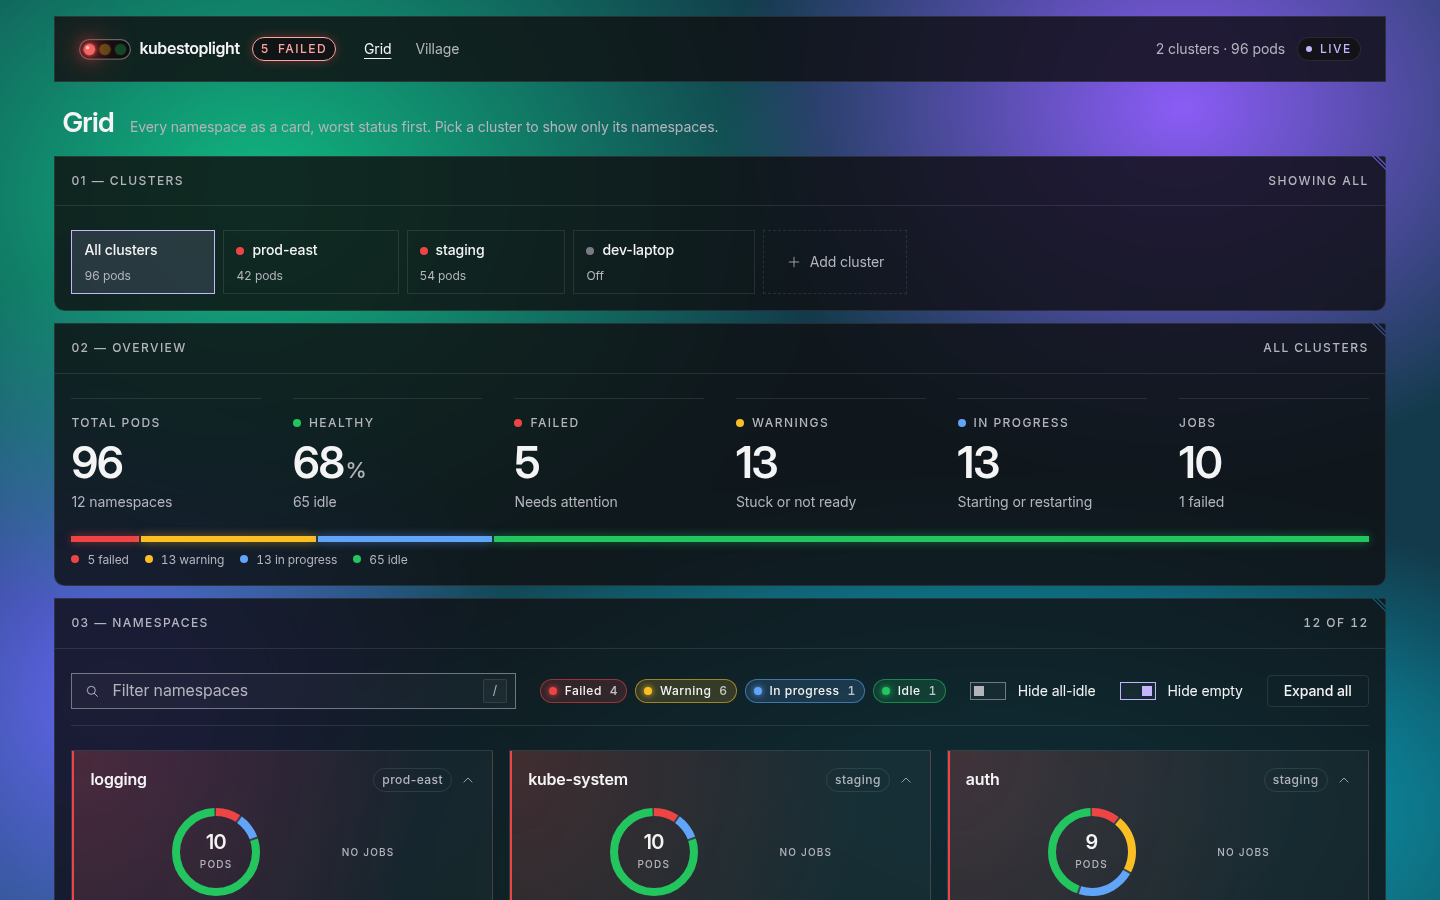 kubestoplight 5 FAILED Grid Village 2 clusters · 96 pods LIVE
Grid Every namespace as a card, worst status first. Pick a cluster to show only its namespaces.
01 — CLUSTERS SHOWING ALL
All clusters prod-east staging dev-laptop
96 pods 42 pods 54 pods Off
+ Add cluster
02 — OVERVIEW ALL CLUSTERS
TOTAL PODS HEALTHY FAILED WARNINGS IN PROGRESS JOBS
96 68% 5 13 13 10
12 namespaces 65 idle Needs attention Stuck or not ready Starting or restarting 1 failed
5 failed 13 warning 13 in progress 65 idle
03 — NAMESPACES 12 OF 12
Filter namespaces / Failed 4 Warning 6 In progress 1 Idle 1 Hide all-idle Hide empty Expand all
logging prod-east kube-system staging auth staging
10 10 9
PODS NO JOBS PODS NO JOBS PODS NO JOBS